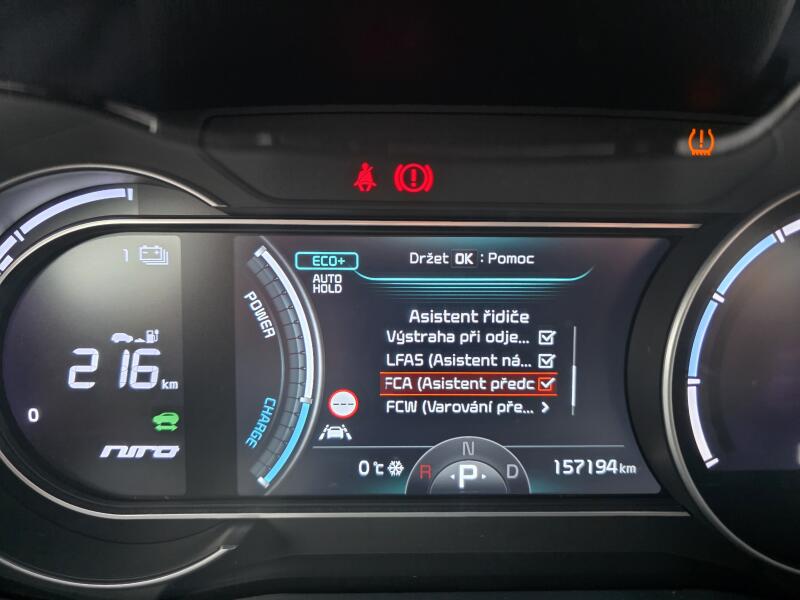 1
ECO+
Držet OK : Pomoc
AUTO
HOLD
POWER
Asistent řidiče
Výstraha při odje...
LFAS (Asistent ná...
FCA (Asistent předc
FCW (Varování pře...
216 km
0
CHARGE
niro
N
0°C
R
P
D
157194 km